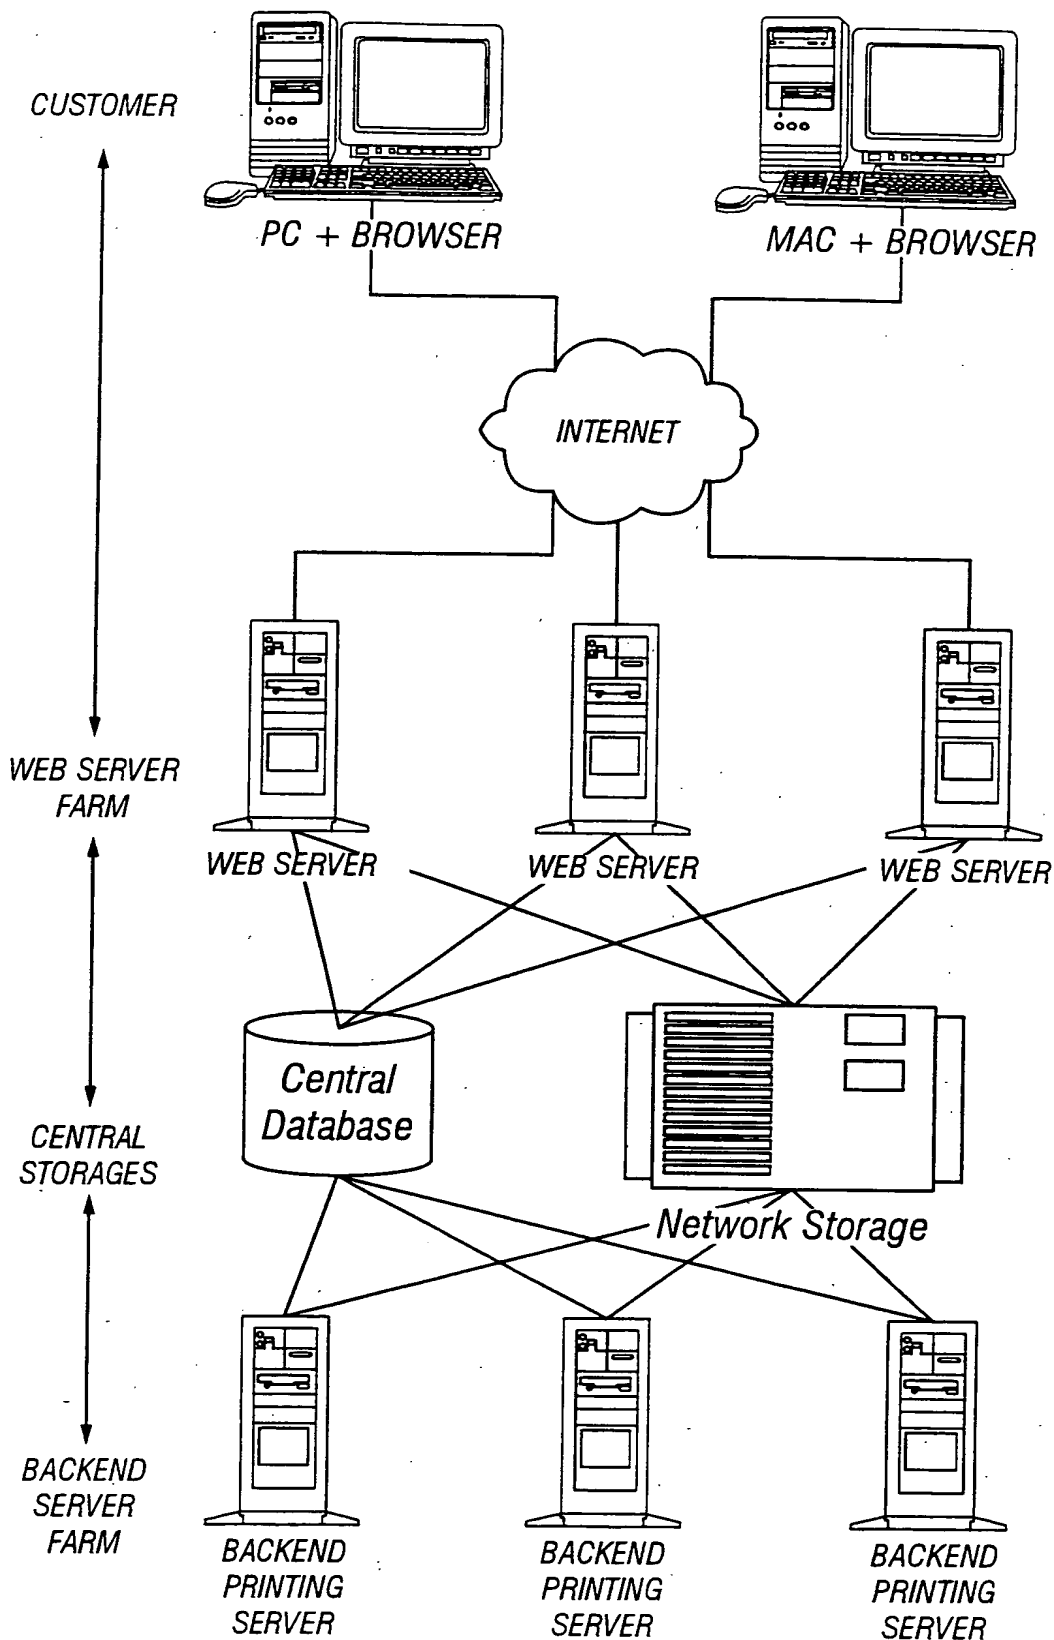 CUSTOMER
PC + BROWSER
MAC + BROWSER
INTERNET
WEB SERVER
FARM
WEB SERVER
WEB SERVER
WEB SERVER
Central
Database
CENTRAL
STORAGES
Network Storage
BACKEND
SERVER
FARM
BACKEND
PRINTING
SERVER
BACKEND
PRINTING
SERVER
BACKEND
PRINTING
SERVER